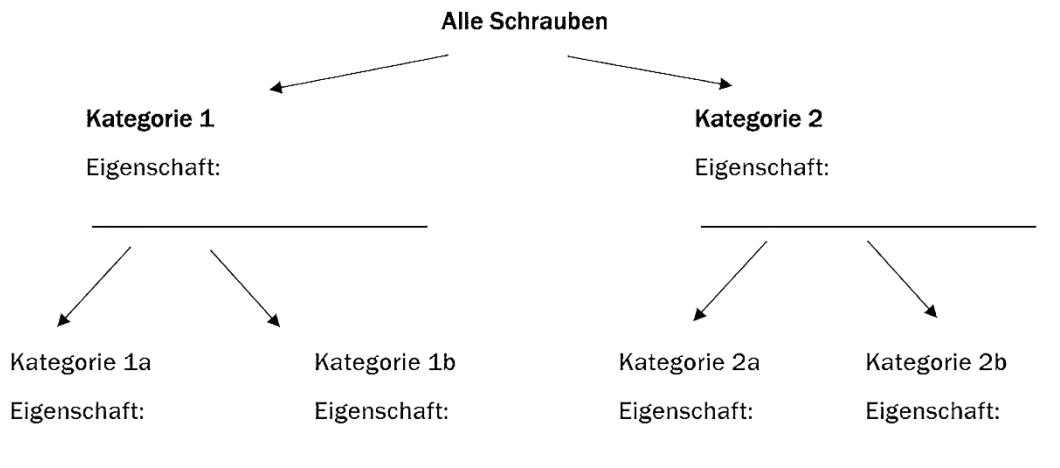 Alle Schrauben
Kategorie 1
Kategorie 2
Eigenschaft:
Eigenschaft:
Kategorie 1a
Kategorie 1b
Kategorie 2a
Kategorie 2b
Eigenschaft:
Eigenschaft:
Eigenschaft:
Eigenschaft: